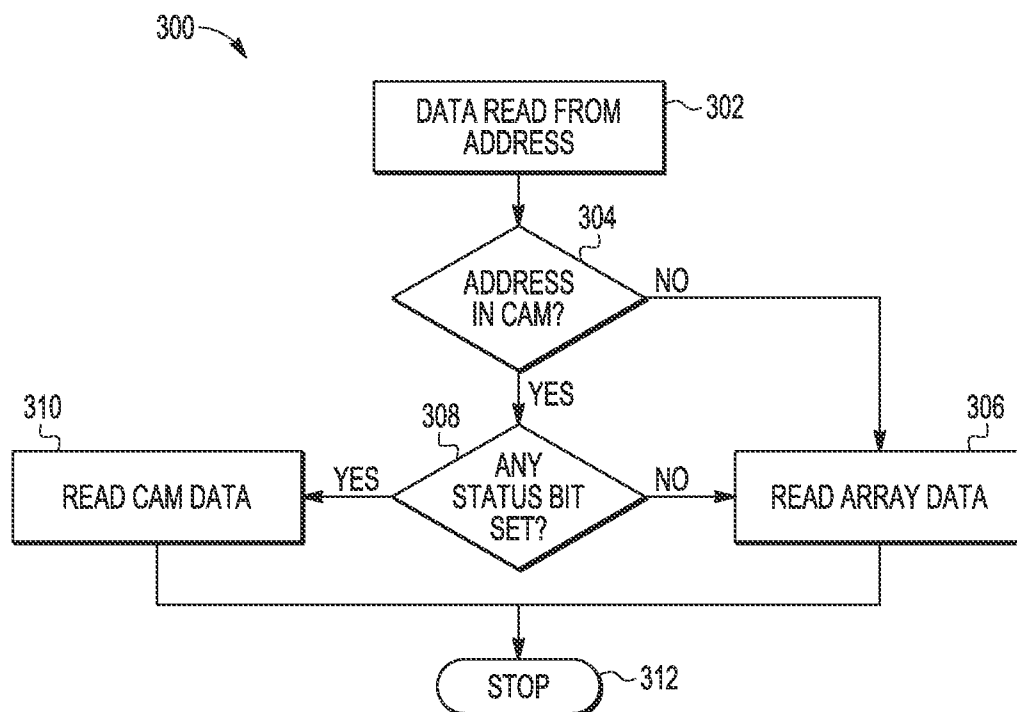 300
DATA READ FROM
ADDRESS
302
304
ADDRESS
IN CAM?
NO
YES
310
308
306
READ CAM DATA
YES
ANY
STATUS BIT
SET?
NO
READ ARRAY DATA
STOP
312